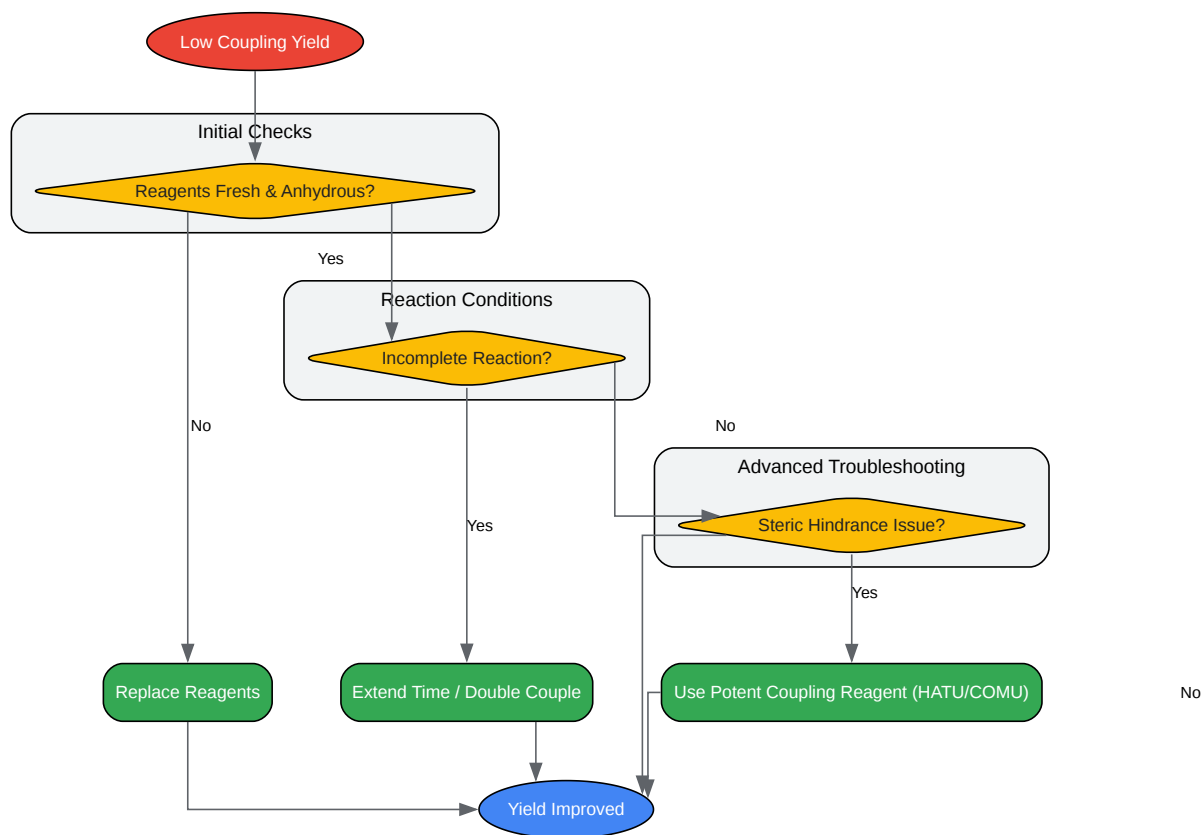 Low Coupling Yield
Initial Checks
Reagents Fresh & Anhydrous?
Yes
Reaction Conditions
Incomplete Reaction?
No
No
Advanced Troubleshooting
Steric Hindrance Issue?
Yes
Yes
Replace Reagents
Extend Time / Double Couple
Use Potent Coupling Reagent (HATU/COMU)
No
Yield Improved